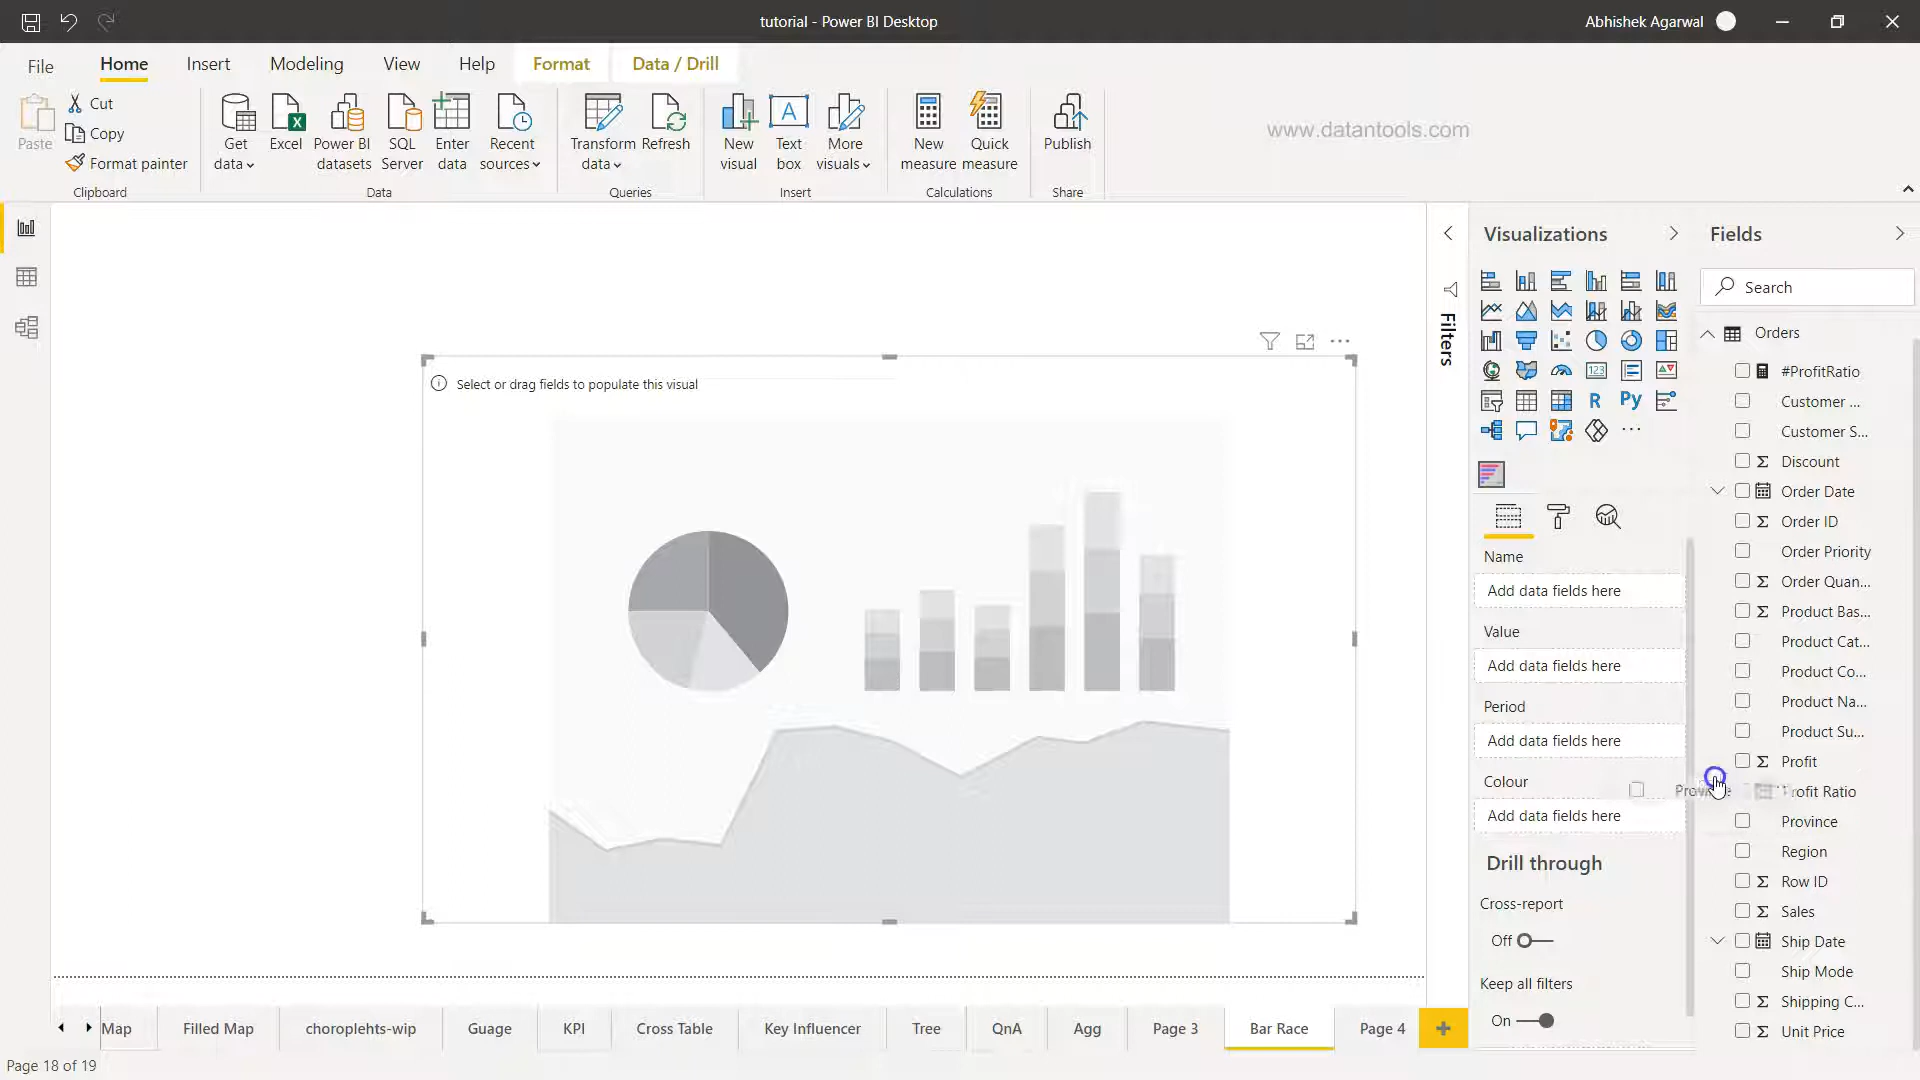 tutorial - Power BI Desktop
Abhishek Agarwal
File
Home
Insert
Modeling
View
Help
Format
Data / Drill
Paste
Cut
Copy
Format painter
Clipboard
Get data
Excel
Power BI datasets
SQL Server
Enter data
Recent sources
Data
Transform data
Refresh
Queries
New visual
Text box
More visuals
Insert
New measure
Quick measure
Calculations
Publish
Share
www.datantools.com
Select or drag fields to populate this visual
Filters
Visualizations
123
R
Py
Name
Add data fields here
Value
Add data fields here
Period
Add data fields here
Colour
Add data fields here
Drill through
Cross-report
Off
Keep all filters
On
Fields
Search
Orders
#ProfitRatio
Customer ...
Customer S...
Discount
Order Date
Order ID
Order Priority
Order Quan...
Product Bas...
Product Cat...
Product Co...
Product Na...
Product Su...
Profit
Profit Ratio
Province
Region
Row ID
Sales
Ship Date
Ship Mode
Shipping C...
Unit Price
Map
Filled Map
choroplehts-wip
Guage
KPI
Cross Table
Key Influencer
Tree
QnA
Agg
Page 3
Bar Race
Page 4
Page 18 of 19